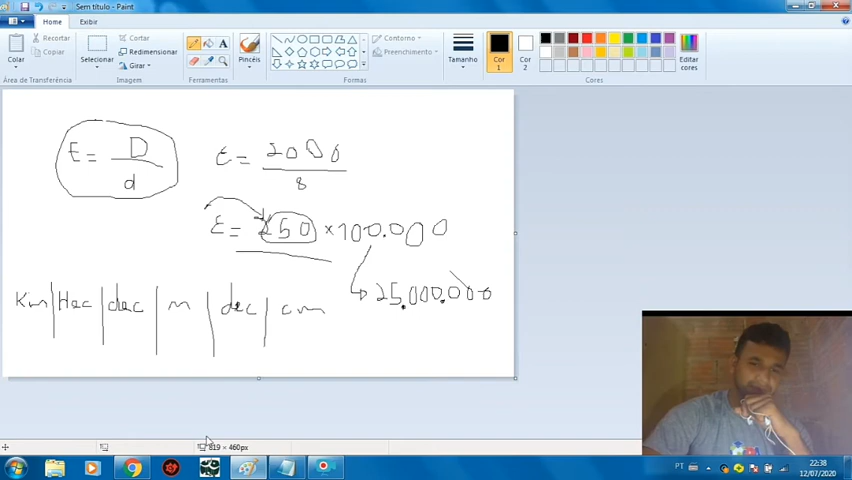 Sem título - Paint
Home Exibir
Colar Recortar Copiar Selecionar Cortar Redimensionar Girar Pincéis Contorno Preenchimento Tamanho Cor 1 Cor 2 Editar cores
Área de Transferência Imagem Ferramentas Formas Cores
E = D/d
E = 2000/8
E = 250 × 100.000
25.000.000
Km | Hec | dec | m | dec | cm
819 × 460px
PT 22:38
12/07/2020